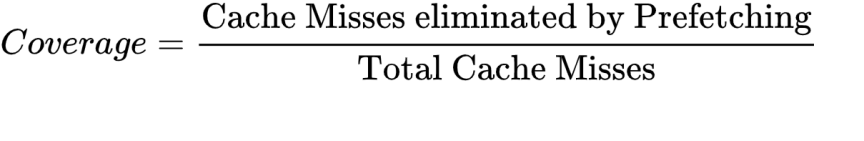 Coverage = Cache Misses eliminated by Prefetching
Total Cache Misses